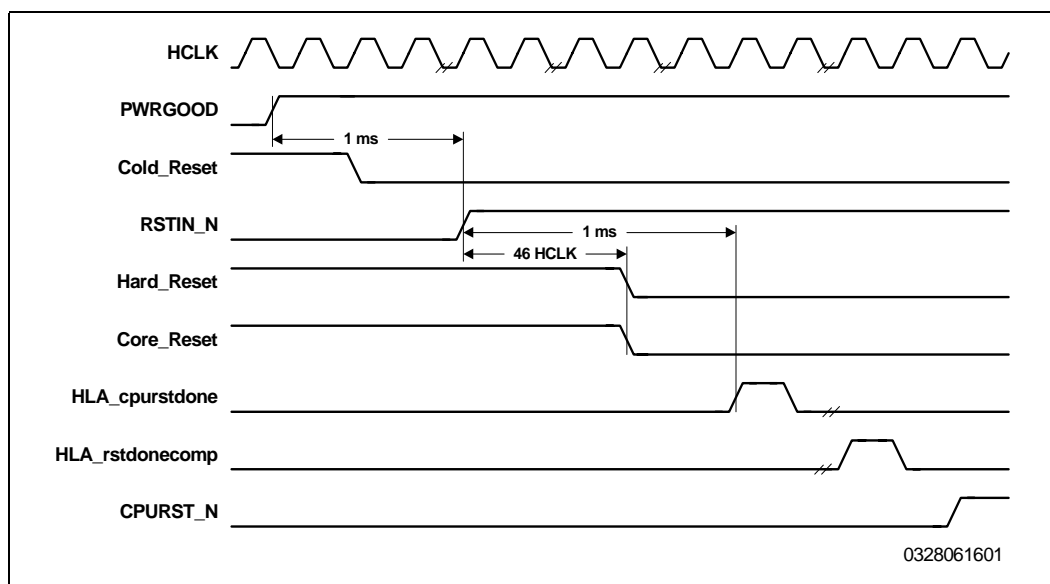 HCLK
PWRGOOD
1 ms
Cold_Reset
RSTIN_N
1 ms
46 HCLK
Hard_Reset
Core_Reset
HLA_cpurstdone
HLA_rstdonecomp
CPURST_N
0328061601